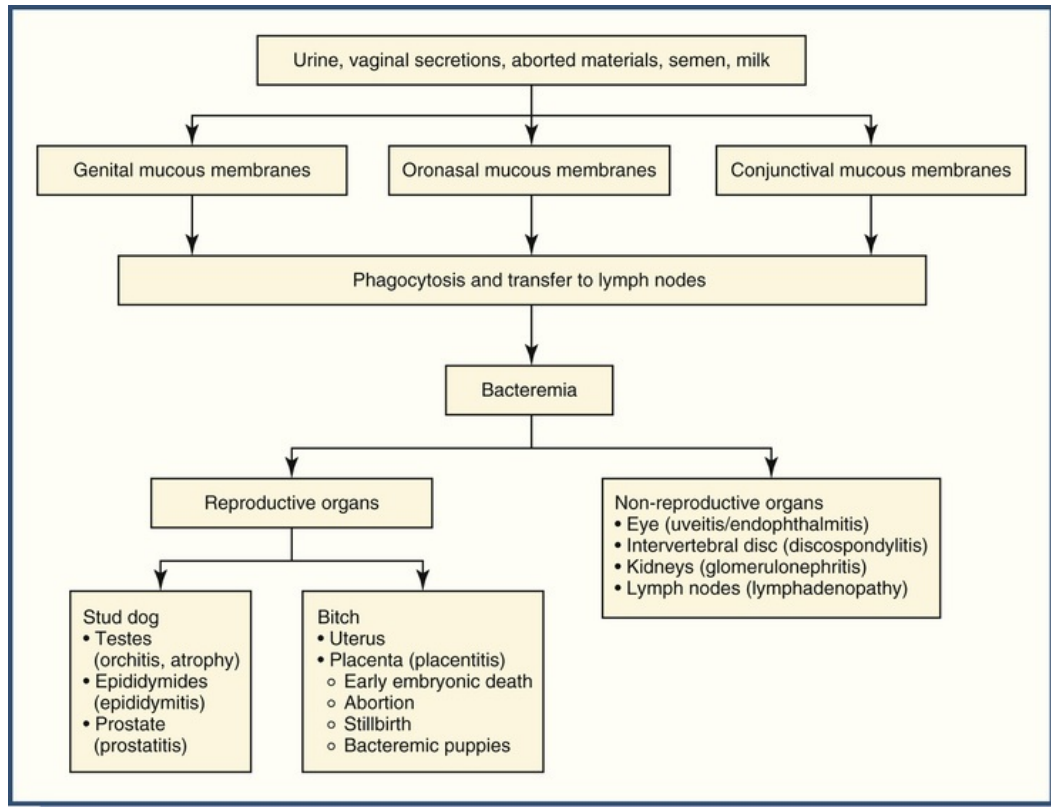 Urine, vaginal secretions, aborted materials, semen, milk
Genital mucous membranes
Oronasal mucous membranes
Conjunctival mucous membranes
Phagocytosis and transfer to lymph nodes
Bacteremia
Reproductive organs
Non-reproductive organs
• Eye (uveitis/endophthalmitis)
• Intervertebral disc (discospondylitis)
• Kidneys (glomerulonephritis)
• Lymph nodes (lymphadenopathy)
Stud dog
• Testes
(orchitis, atrophy)
• Epididymides
(epididymitis)
• Prostate
(prostatitis)
Bitch
• Uterus
• Placenta (placentitis)
○ Early embryonic death
○ Abortion
○ Stillbirth
○ Bacteremic puppies